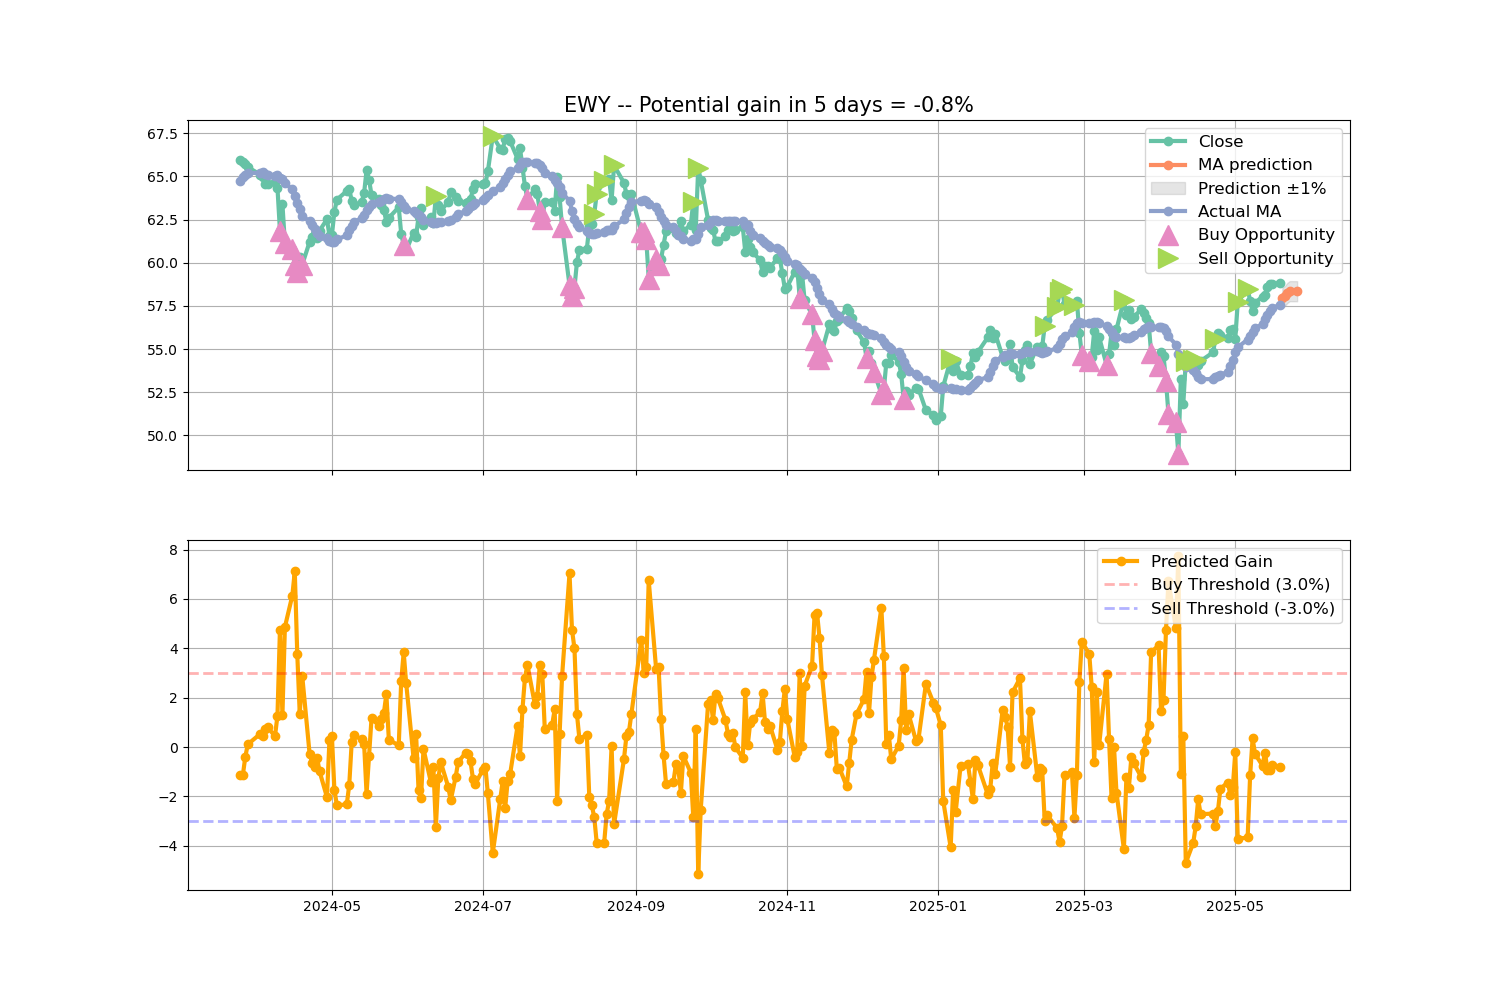 EWY -- Potential gain in 5 days = -0.8%
67.5
65.0
62.5
60.0
57.5
55.0
52.5
50.0
Close
MA prediction
Prediction ±1%
Actual MA
Buy Opportunity
Sell Opportunity
8
6
4
2
0
−2
−4
Predicted Gain
Buy Threshold (3.0%)
Sell Threshold (-3.0%)
2024-05 2024-07 2024-09 2024-11 2025-01 2025-03 2025-05